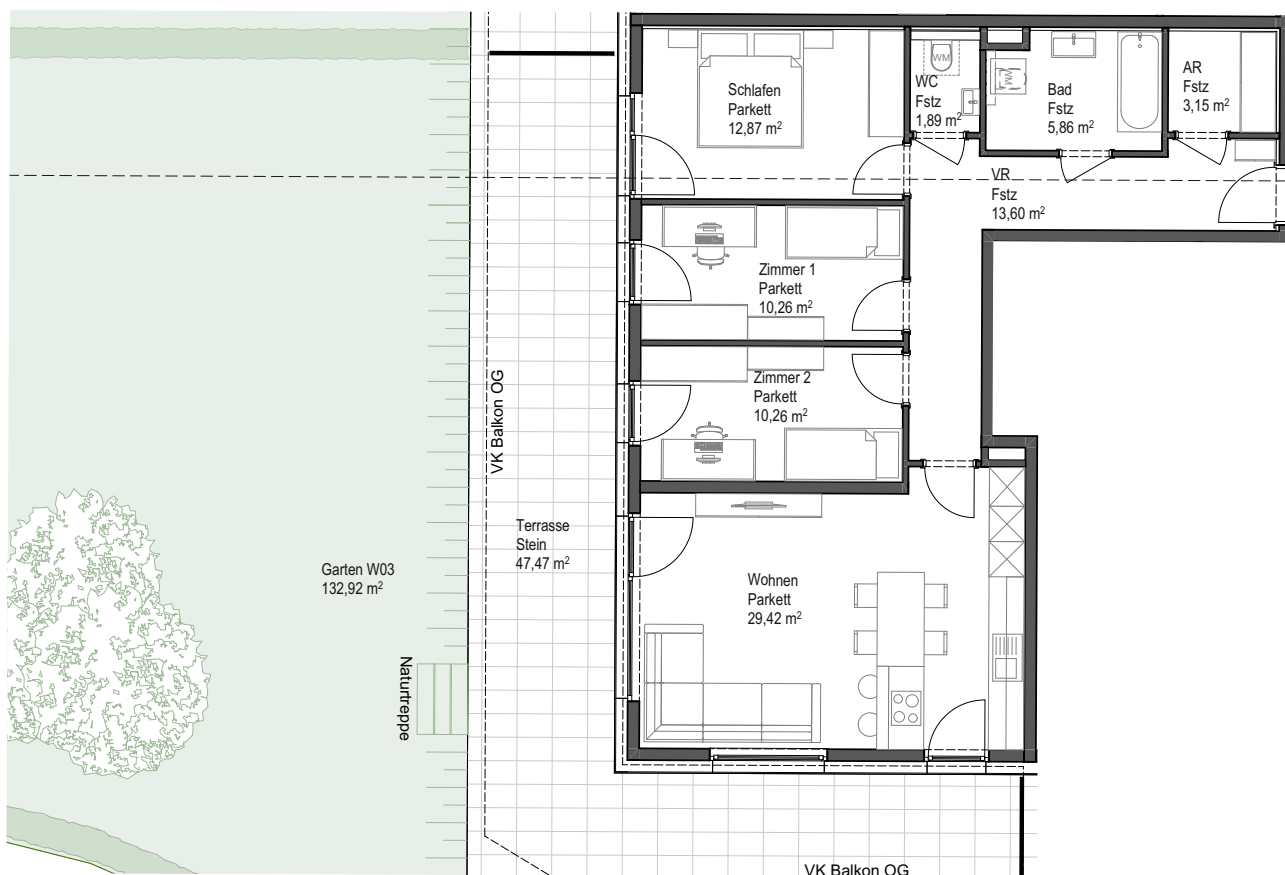 Schlafen
Parkett
12,87 m²
WM
WC
Fstz
1,89 m²
WM
Bad
Fstz
5,86 m²
AR
Fstz
3,15 m²
VR
Fstz
13,60 m²
Zimmer 1
Parkett
10,26 m²
Zimmer 2
Parkett
10,26 m²
VK Balkon OG
Terrasse
Stein
47,47 m²
Garten W03
132,92 m²
Wohnen
Parkett
29,42 m²
Naturtreppe
VK Balkon OG